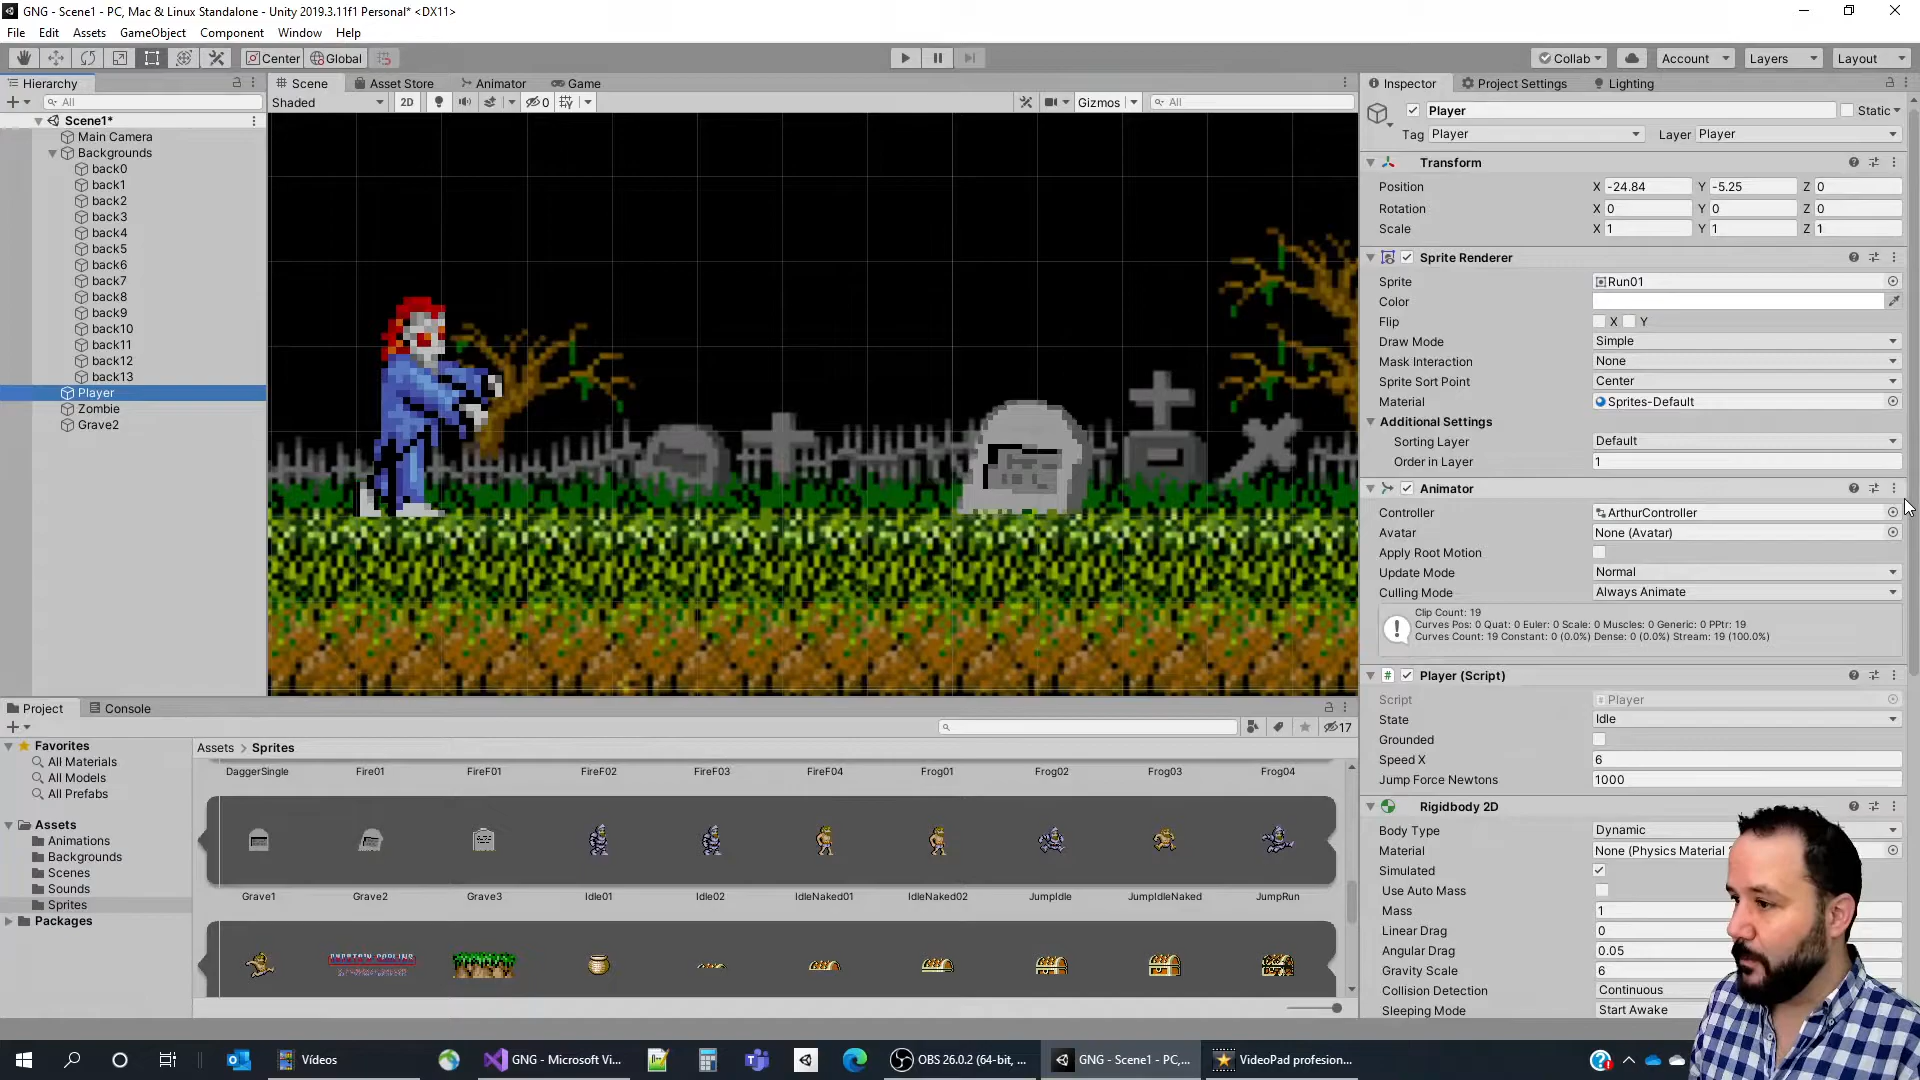 GNG - Scene1 - PC, Mac & Linux Standalone - Unity 2019.3.11f1 Personal* <DX11>
File Edit Assets GameObject Component Window Help
Center Global Collab Account Layers Layout
Hierarchy Scene Asset Store Animator Game Inspector Project Settings Lighting
All Shaded 2D 0 Gizmos All
Player Static
Tag Player Layer Player
Scene1*
Main Camera
Backgrounds
back0
back1
back2
back3
back4
back5
back6
back7
back8
back9
back10
back11
back12
back13
Player
Zombie
Grave2
Transform
Position X -24.84 Y -5.25 Z 0
Rotation X 0 Y 0 Z 0
Scale X 1 Y 1 Z 1
Sprite Renderer
Sprite Run01
Color
Flip X Y
Draw Mode Simple
Mask Interaction None
Sprite Sort Point Center
Material Sprites-Default
Additional Settings
Sorting Layer Default
Order in Layer 1
Animator
Controller ArthurController
Avatar None (Avatar)
Apply Root Motion
Update Mode Normal
Culling Mode Always Animate
Clip Count: 19
Curves Pos: 0 Quat: 0 Euler: 0 Scale: 0 Muscles: 0 Generic: 0 PPtr: 19
Curves Count: 19 Constant: 0 (0.0%) Dense: 0 (0.0%) Stream: 19 (100.0%)
Player (Script)
Script Player
State Idle
Grounded
Speed X 6
Jump Force Newtons 1000
Rigidbody 2D
Body Type Dynamic
Material None (Physics Material
Simulated
Use Auto Mass
Mass 1
Linear Drag 0
Angular Drag 0.05
Gravity Scale 6
Collision Detection Continuous
Sleeping Mode Start Awake
Project Console
17
Favorites
All Materials
All Models
All Prefabs
Assets
Animations
Backgrounds
Scenes
Sounds
Sprites
Packages
Assets > Sprites
DaggerSingle Fire01 FireF01 FireF02 FireF03 FireF04 Frog01 Frog02 Frog03 Frog04
Grave1 Grave2 Grave3 Idle01 Idle02 IdleNaked01 IdleNaked02 JumpIdle JumpIdleNaked JumpRun
Vídeos GNG - Microsoft Vi... OBS 26.0.2 (64-bit, ... GNG - Scene1 - PC,... VideoPad profesion...